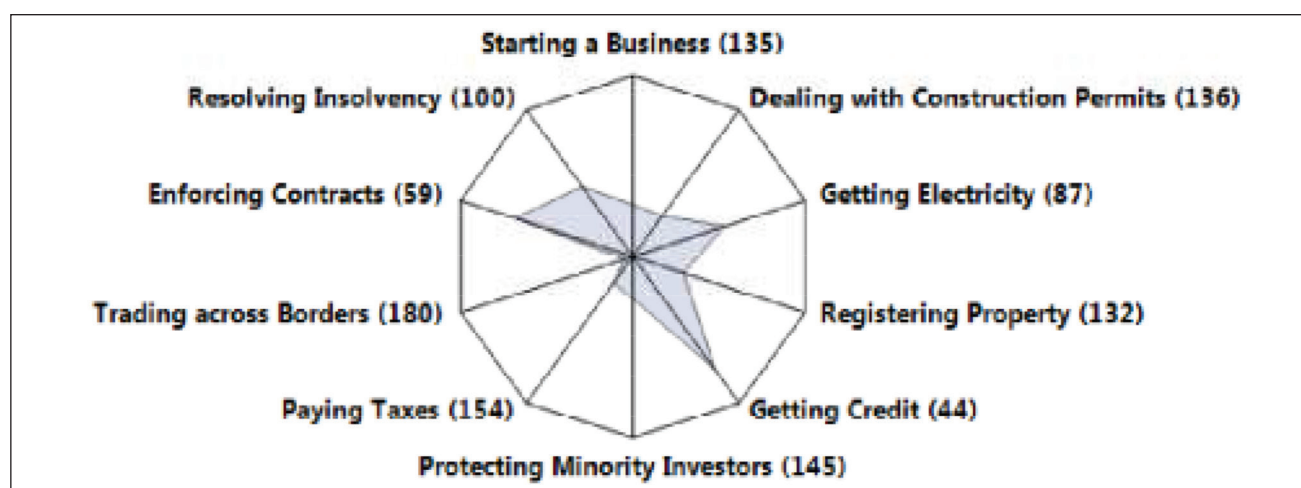 Starting a Business (135)
Resolving Insolvency (100)
Dealing with Construction Permits (136)
Enforcing Contracts (59)
Getting Electricity (87)
Trading across Borders (180)
Registering Property (132)
Paying Taxes (154)
Getting Credit (44)
Protecting Minority Investors (145)